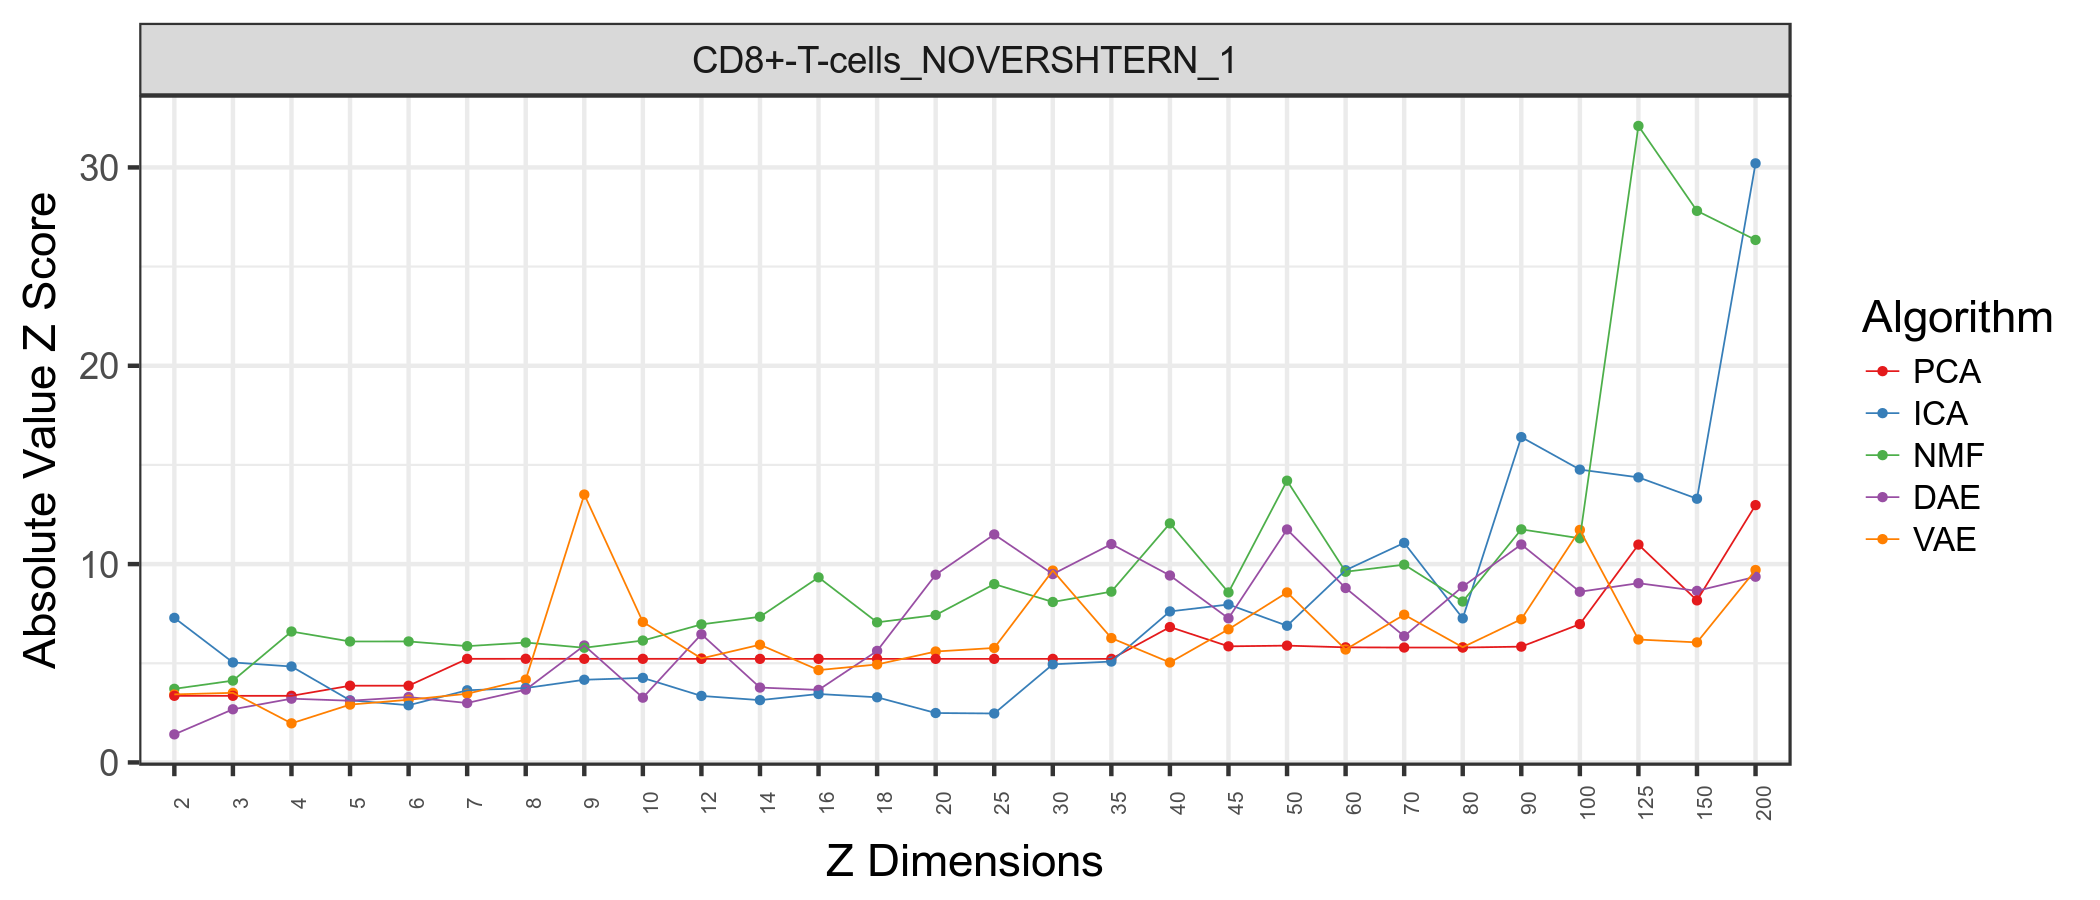 CD8+-T-cells_NOVERSHTERN_1
Absolute Value Z Score
30
20
10
0
2 3 4 5 6 7 8 9 10 12 14 16 18 20 25 30 35 40 45 50 60 70 80 90 100 125 150 200
Z Dimensions
Algorithm
PCA
ICA
NMF
DAE
VAE